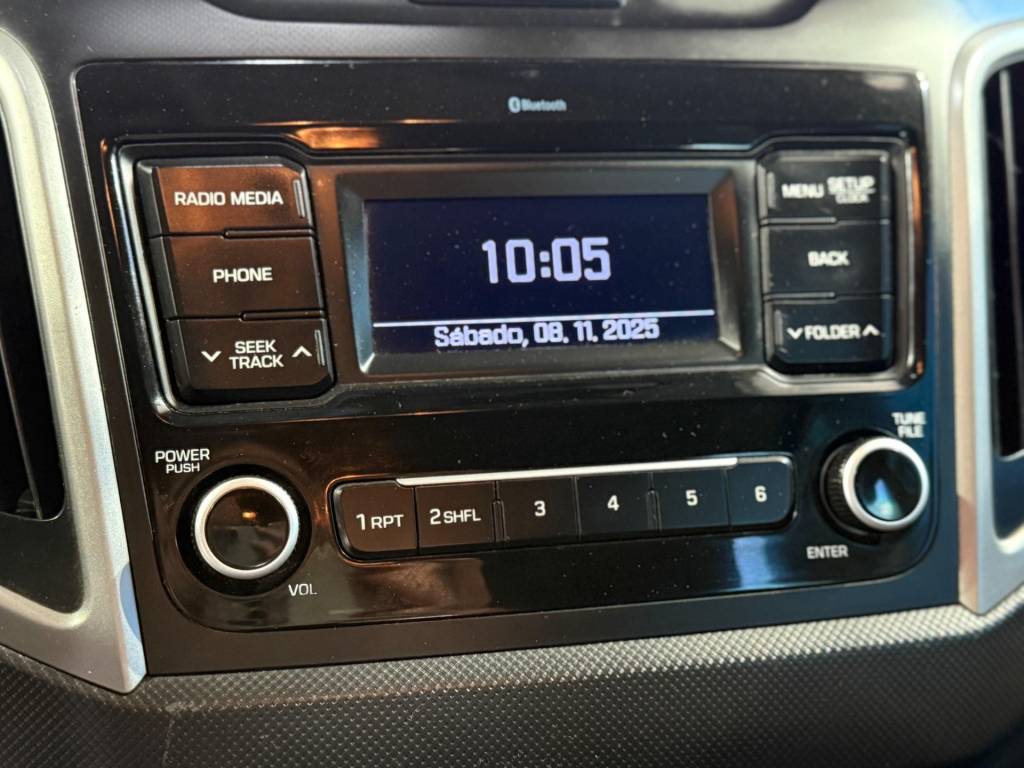 Bluetooth
RADIO MEDIA
PHONE
SEEK
TRACK
10:05
Sábado, 08. 11. 2025
MENU SETUP
CLOCK
BACK
FOLDER
POWER
PUSH
VOL
1 RPT
2 SHFL
3
4
5
6
TUNE
FILE
ENTER